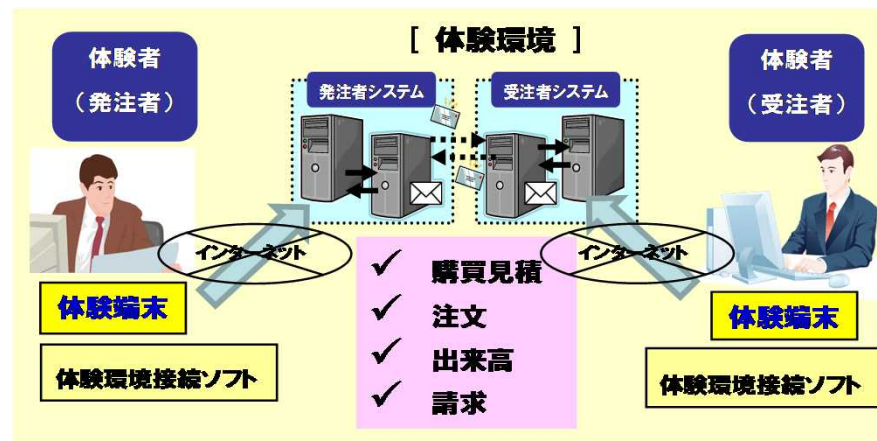 [ 体験環境 ]
体験者
（発注者）
発注者システム
受注者システム
体験者
（受注者）
インターネット
インターネット
✓ 購買見積
✓ 注文
✓ 出来高
✓ 請求
体験端末
体験環境接続ソフト
体験端末
体験環境接続ソフト